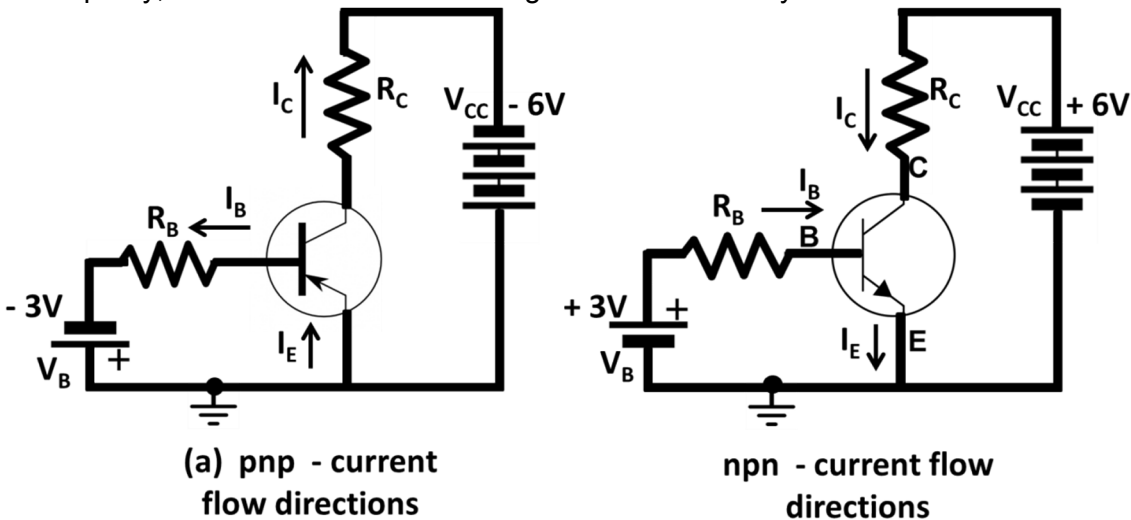 I_C
R_C
V_CC
- 6V
I_B
R_B
- 3V
V_B
+
I_E
(a) pnp - current
flow directions
I_C
R_C
V_CC
+ 6V
C
I_B
R_B
B
+ 3V
+
V_B
I_E
E
npn - current flow
directions